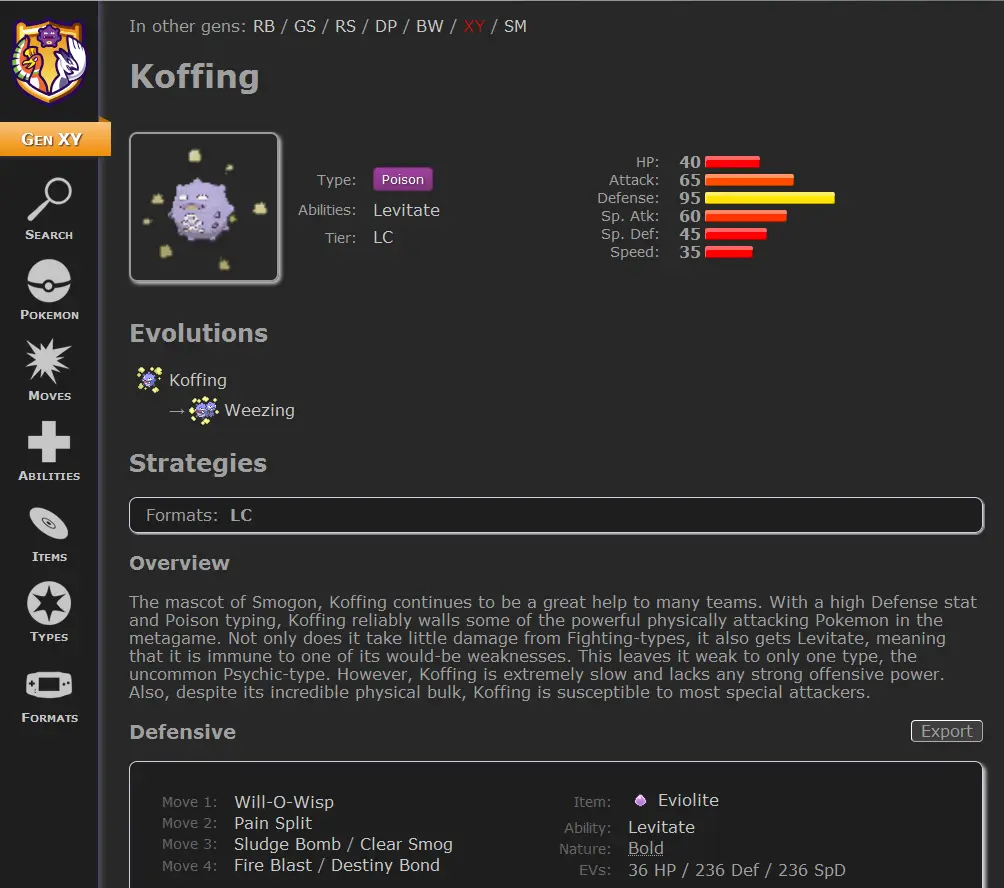 In other gens: RB / GS / RS / DP / BW / XY / SM
Koffing
GEN XY
SEARCH
POKEMON
MOVES
ABILITIES
ITEMS
TYPES
FORMATS
Type: Poison
Abilities: Levitate
Tier: LC
HP: 40
Attack: 65
Defense: 95
Sp. Atk: 60
Sp. Def: 45
Speed: 35
Evolutions
Koffing
→ Weezing
Strategies
Formats: LC
Overview
The mascot of Smogon, Koffing continues to be a great help to many teams. With a high Defense stat
and Poison typing, Koffing reliably walls some of the powerful physically attacking Pokemon in the
metagame. Not only does it take little damage from Fighting-types, it also gets Levitate, meaning
that it is immune to one of its would-be weaknesses. This leaves it weak to only one type, the
uncommon Psychic-type. However, Koffing is extremely slow and lacks any strong offensive power.
Also, despite its incredible physical bulk, Koffing is susceptible to most special attackers.
Defensive
Export
Move 1: Will-O-Wisp
Move 2: Pain Split
Move 3: Sludge Bomb / Clear Smog
Move 4: Fire Blast / Destiny Bond
Item: Eviolite
Ability: Levitate
Nature: Bold
EVs: 36 HP / 236 Def / 236 SpD